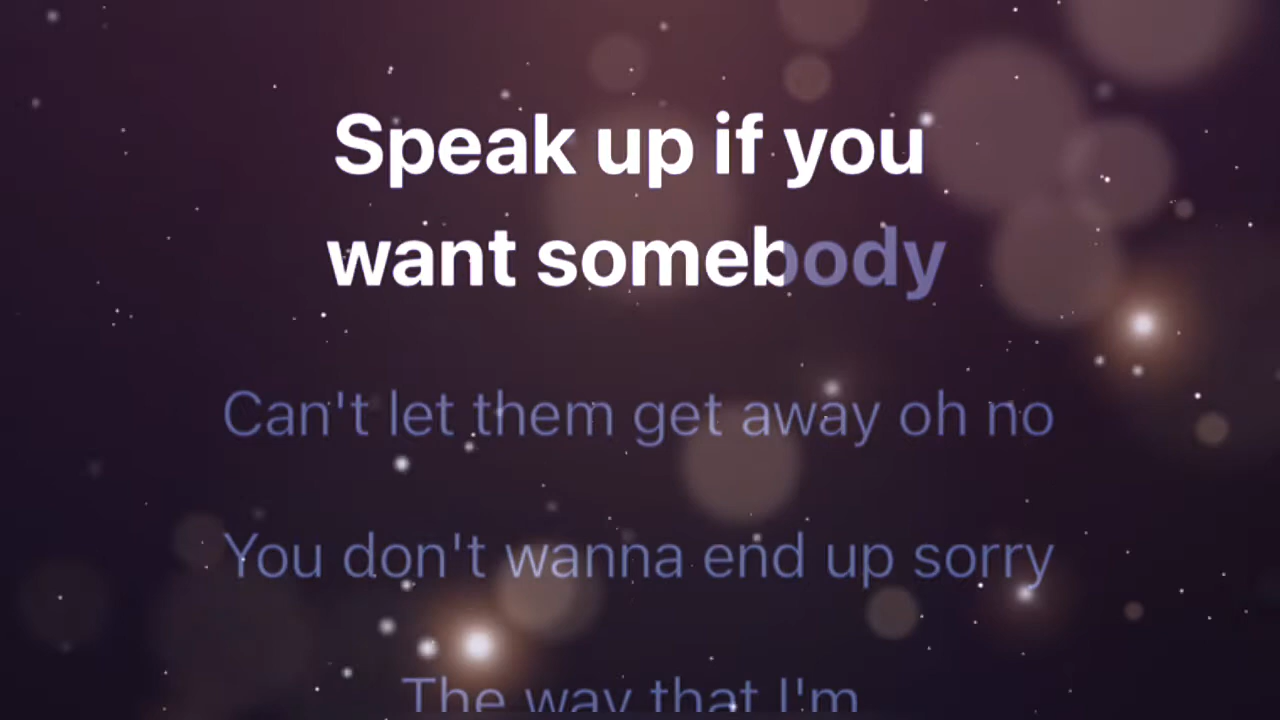 Speak up if you
want somebody
Can't let them get away oh no
You don't wanna end up sorry
The way that I'm